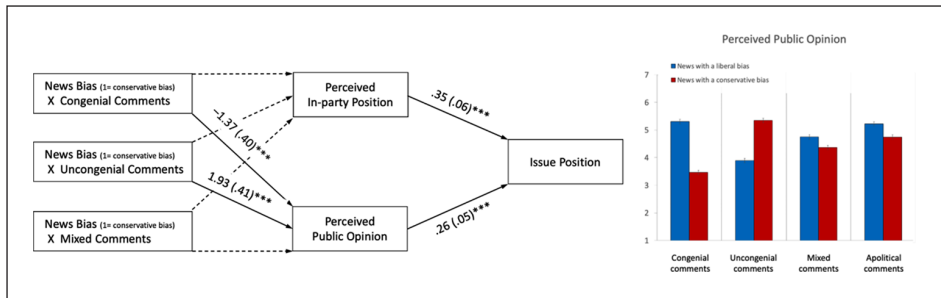 News Bias (1= conservative bias)
X Congenial Comments
News Bias (1= conservative bias)
X Uncongenial Comments
News Bias (1= conservative bias)
X Mixed Comments
–1.37 (.40)***
1.93 (.41)***
Perceived
In-party Position
Perceived
Public Opinion
.35 (.06)***
.26 (.05)***
Issue Position
Perceived Public Opinion
News with a liberal bias
News with a conservative bias
7
6
5
4
3
2
1
Congenial comments
Uncongenial comments
Mixed comments
Apolitical comments